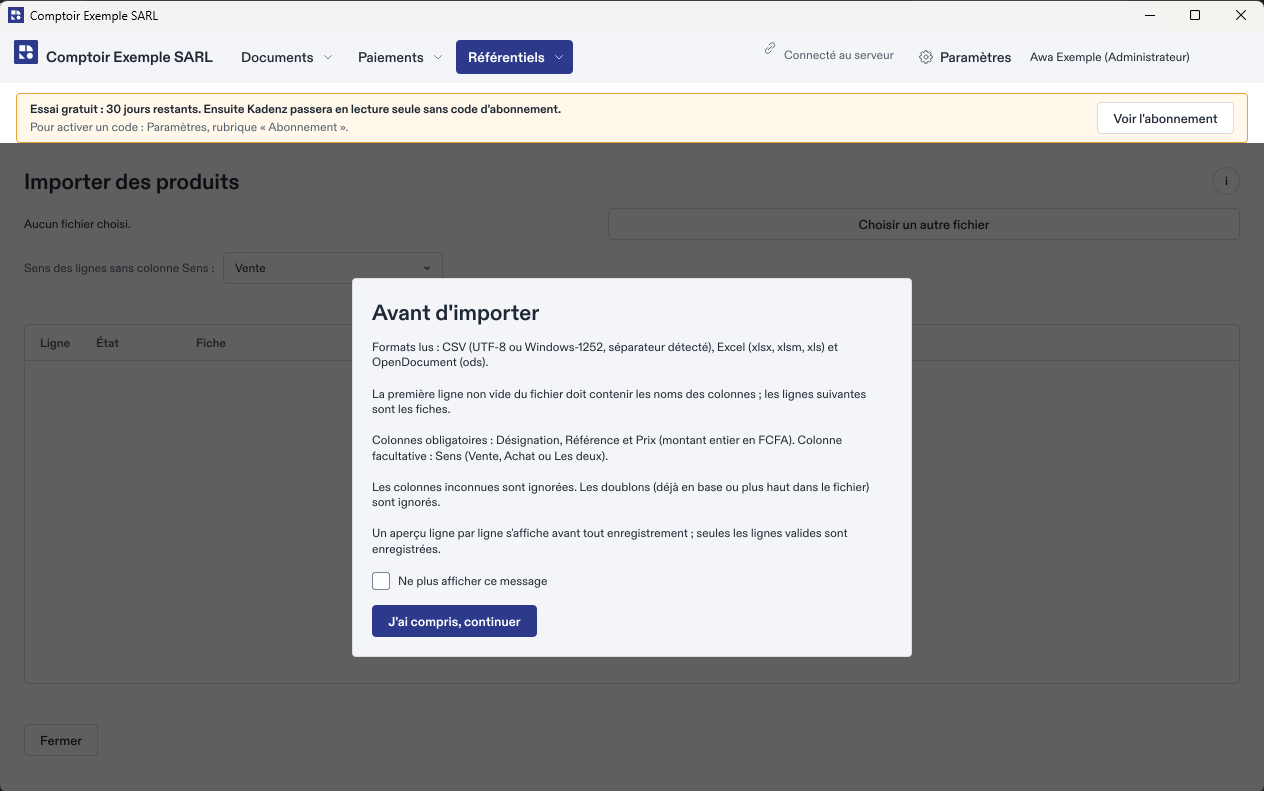 Comptoir Exemple SARL
Comptoir Exemple SARL
Documents
Paiements
Référentiels
Connecté au serveur
Paramètres
Awa Exemple (Administrateur)
Essai gratuit : 30 jours restants. Ensuite Kadenz passera en lecture seule sans code d'abonnement.
Pour activer un code : Paramètres, rubrique « Abonnement ».
Voir l'abonnement
Importer des produits
i
Aucun fichier choisi.
Choisir un autre fichier
Sens des lignes sans colonne Sens :
Vente
Ligne
État
Fiche
Avant d'importer
Formats lus : CSV (UTF-8 ou Windows-1252, séparateur détecté), Excel (xlsx, xlsm, xls) et
OpenDocument (ods).
La première ligne non vide du fichier doit contenir les noms des colonnes ; les lignes suivantes
sont les fiches.
Colonnes obligatoires : Désignation, Référence et Prix (montant entier en FCFA). Colonne
facultative : Sens (Vente, Achat ou Les deux).
Les colonnes inconnues sont ignorées. Les doublons (déjà en base ou plus haut dans le fichier)
sont ignorés.
Un aperçu ligne par ligne s'affiche avant tout enregistrement ; seules les lignes valides sont
enregistrées.
Ne plus afficher ce message
J'ai compris, continuer
Fermer